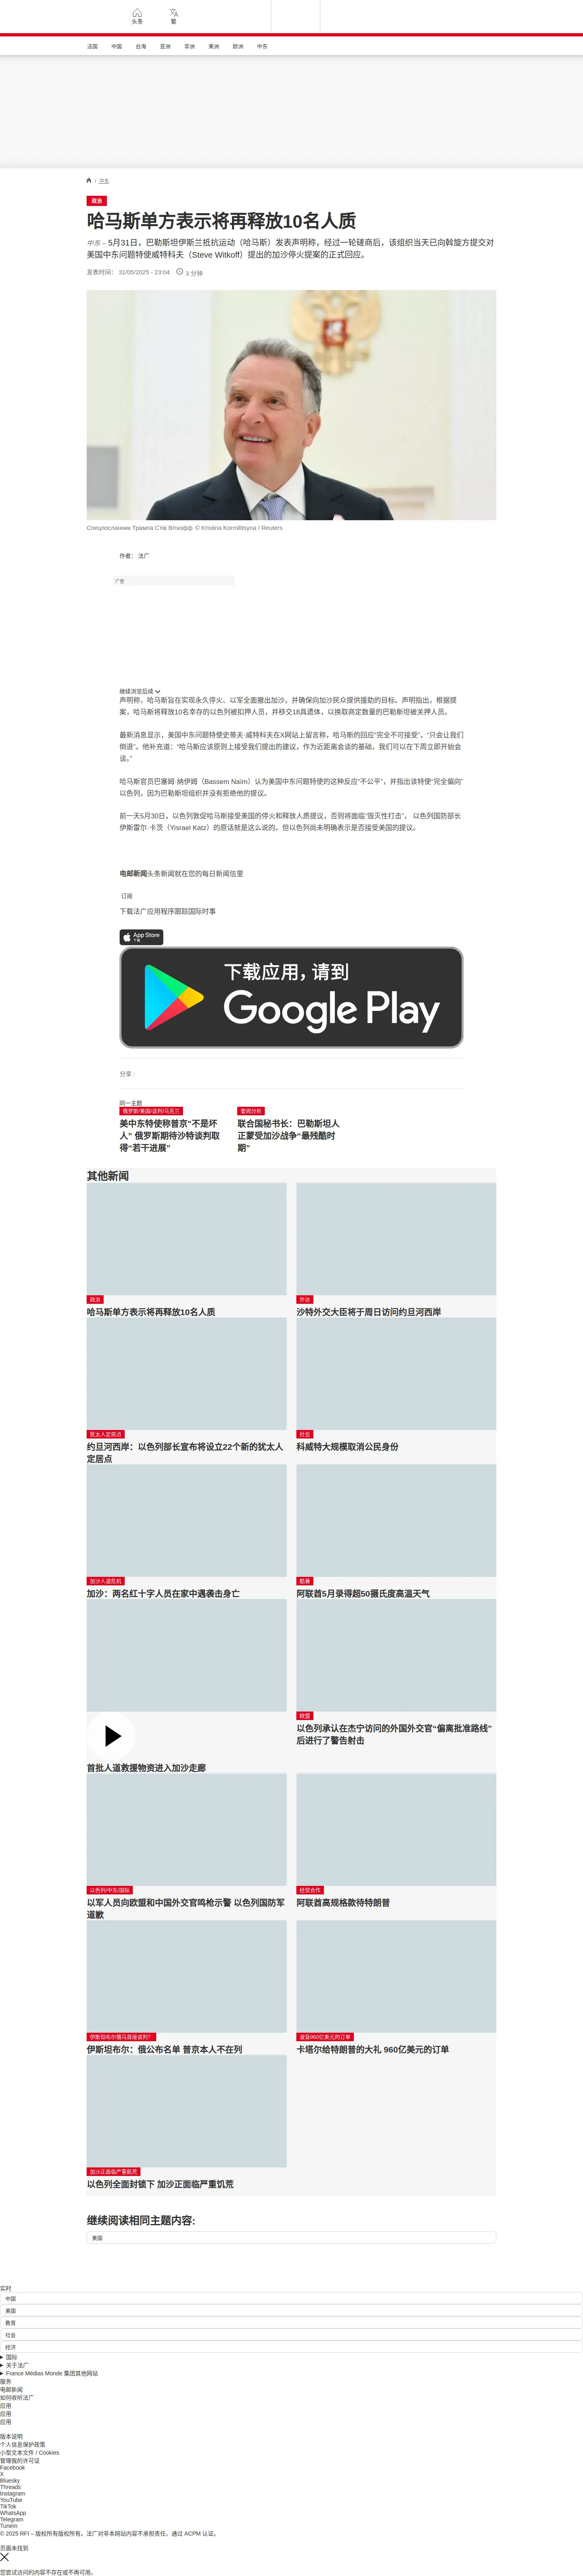 头条
繁
法国
中国
台海
亚洲
非洲
美洲
欧洲
中东
/ 中东
政治
哈马斯单方表示将再释放10名人质
中东 – 5月31日，巴勒斯坦伊斯兰抵抗运动（哈马斯）发表声明称，经过一轮磋商后，该组织当天已向斡旋方提交对
美国中东问题特使威特科夫（Steve Witkoff）提出的加沙停火提案的正式回应。
发表时间： 31/05/2025 - 23:04
3 分钟
Спецпосланник Трампа Стів Віткофф © Kristina Kormilitsyna / Reuters
作者： 法广
广告
继续浏览后续
声明称，哈马斯旨在实现永久停火、以军全面撤出加沙，并确保向加沙民众提供援助的目标。声明指出，根据提
案，哈马斯将释放10名幸存的以色列被扣押人员，并移交18具遗体，以换取商定数量的巴勒斯坦被关押人员。
最新消息显示，美国中东问题特使史蒂夫·威特科夫在X网站上留言称，哈马斯的回应“完全不可接受”，“只会让我们
倒退”。他补充道：“哈马斯应该原则上接受我们提出的建议，作为近距离会谈的基础，我们可以在下周立即开始会
谈。”
哈马斯官员巴塞姆·纳伊姆（Bassem Naïm）认为美国中东问题特使的这种反应“不公平”，并指出该特使“完全偏向”
以色列，因为巴勒斯坦组织并没有拒绝他的提议。
前一天5月30日，以色列敦促哈马斯接受美国的停火和释放人质提议，否则将面临“毁灭性打击”， 以色列国防部长
伊斯雷尔·卡茨（Yisrael Katz）的原话就是这么说的。但以色列尚未明确表示是否接受美国的提议。
电邮新闻头条新闻就在您的每日新闻信里
订阅
下载法广应用程序跟踪国际时事
App Store
下载
下载应用，请到
Google Play
分享 :
同一主题
俄罗斯/美国/谈判/乌克兰
美中东特使称普京"不是坏
人" 俄罗斯期待沙特谈判取
得"若干进展"
要闻分析
联合国秘书长：巴勒斯坦人
正蒙受加沙战争“最残酷时
期”
其他新闻
政治
哈马斯单方表示将再释放10名人质
外访
沙特外交大臣将于周日访问约旦河西岸
犹太人定居点
约旦河西岸：以色列部长宣布将设立22个新的犹太人
定居点
社会
科威特大规模取消公民身份
加沙人道危机
加沙：两名红十字人员在家中遇袭击身亡
酷暑
阿联酋5月录得超50摄氏度高温天气
首批人道救援物资进入加沙走廊
欧盟
以色列承认在杰宁访问的外国外交官“偏离批准路线”
后进行了警告射击
以色列/中东/国际
以军人员向欧盟和中国外交官鸣枪示警 以色列国防军
道歉
经贸合作
阿联酋高规格款待特朗普
伊斯坦布尔俄乌直接谈判？
伊斯坦布尔：俄公布名单 普京本人不在列
波音960亿美元的订单
卡塔尔给特朗普的大礼 960亿美元的订单
加沙正面临严重飢荒
以色列全面封锁下 加沙正面临严重饥荒
继续阅读相同主题内容:
美国
实时
中国
美国
教育
社会
经济
国际
关于法广
France Médias Monde 集团其他网站
服务
电邮新闻
如何收听法广
应用
应用
应用
版本说明
个人信息保护政策
小型文本文件 / Cookies
管理我的许可证
Facebook
X
Bluesky
Threads
Instagram
YouTube
TikTok
WhatsApp
Telegram
TuneIn
© 2025 RFI – 版权所有版权所有。法广对非本网站内容不承担责任。通过 ACPM 认证。
页面未找到
您尝试访问的内容不存在或不再可用。